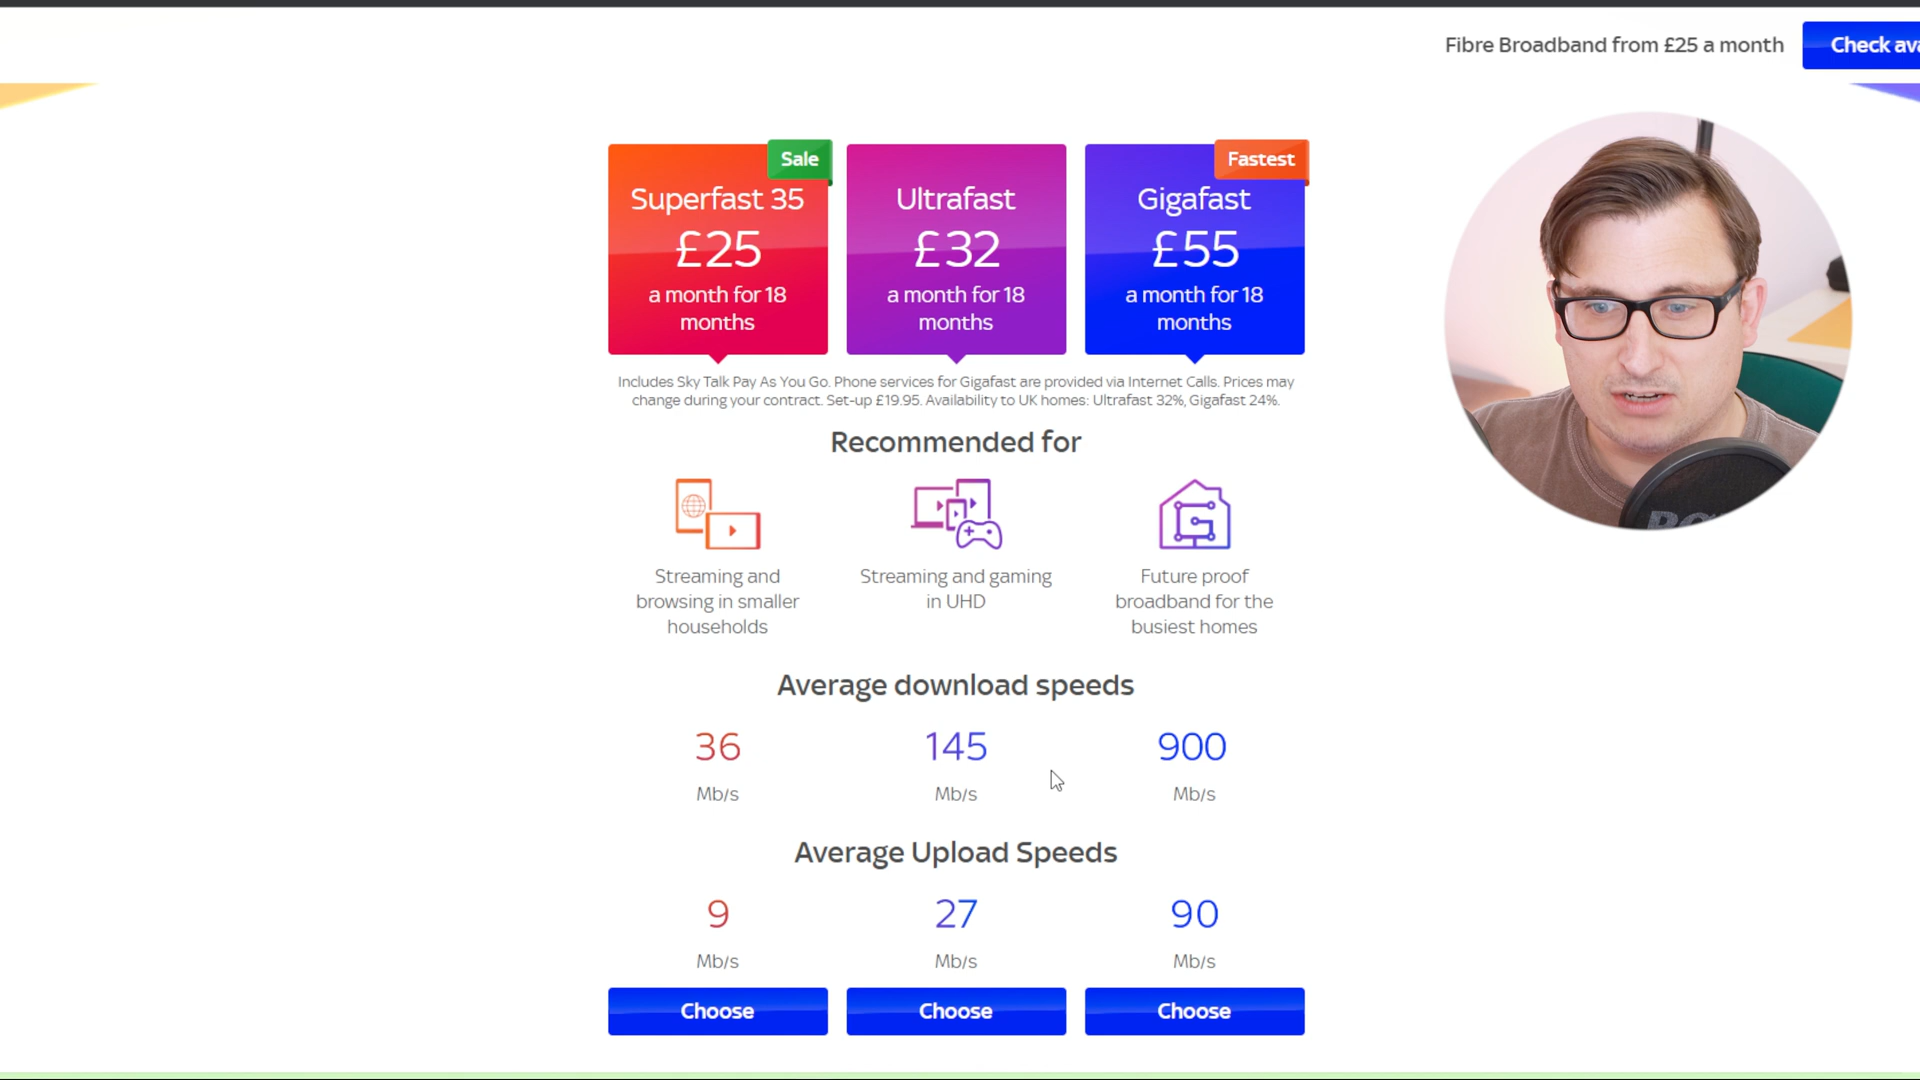 Fibre Broadband from £25 a month
Check ava
Sale
Superfast 35
£25
a month for 18
months
Ultrafast
£32
a month for 18
months
Fastest
Gigafast
£55
a month for 18
months
Includes Sky Talk Pay As You Go. Phone services for Gigafast are provided via Internet Calls. Prices may
change during your contract. Set-up £19.95. Availability to UK homes: Ultrafast 32%, Gigafast 24%.
Recommended for
Streaming and
browsing in smaller
households
Streaming and gaming
in UHD
Future proof
broadband for the
busiest homes
Average download speeds
36
Mb/s
145
Mb/s
900
Mb/s
Average Upload Speeds
9
Mb/s
27
Mb/s
90
Mb/s
Choose
Choose
Choose